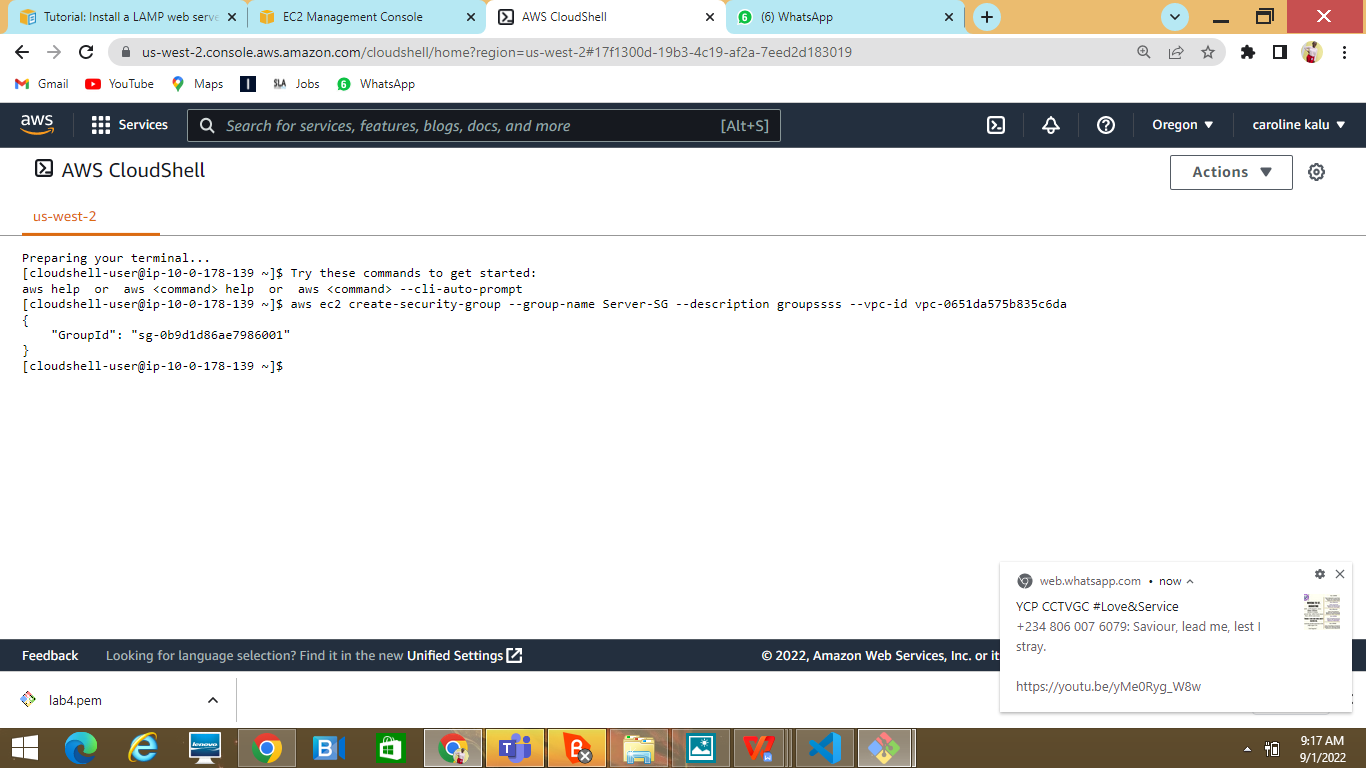 Tutorial: Install a LAMP web serve
EC2 Management Console
AWS CloudShell
(6) WhatsApp
us-west-2.console.aws.amazon.com/cloudshell/home?region=us-west-2#17f1300d-19b3-4c19-af2a-7eed2d183019
Gmail
YouTube
Maps
SLA Jobs
6 WhatsApp
aws
Services
Search for services, features, blogs, docs, and more [Alt+S]
Oregon
caroline kalu
AWS CloudShell
Actions
us-west-2
Preparing your terminal...
[cloudshell-user@ip-10-0-178-139 ~]$ Try these commands to get started:
aws help  or  aws <command> help  or  aws <command> --cli-auto-prompt
[cloudshell-user@ip-10-0-178-139 ~]$ aws ec2 create-security-group --group-name Server-SG --description groupssss --vpc-id vpc-0651da575b835c6da
{
    "GroupId": "sg-0b9d1d86ae7986001"
}
[cloudshell-user@ip-10-0-178-139 ~]$
web.whatsapp.com • now
YCP CCTVGC #Love&Service
+234 806 007 6079: Saviour, lead me, lest I
stray.
https://youtu.be/yMe0Ryg_W8w
Feedback
Looking for language selection? Find it in the new Unified Settings
© 2022, Amazon Web Services, Inc. or it
lab4.pem
lenovo
9:17 AM
9/1/2022